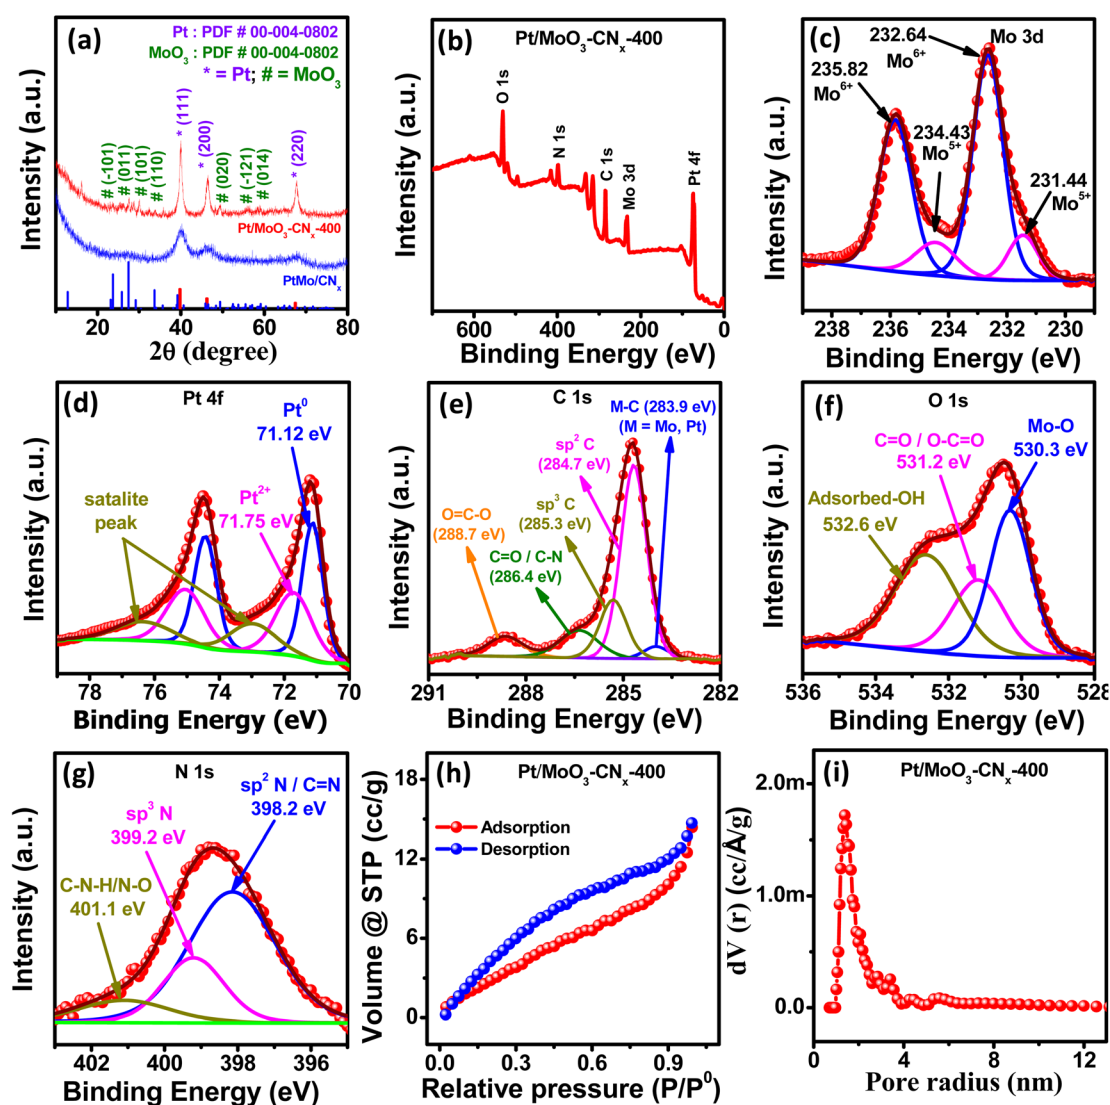 (a)
Pt : PDF # 00-004-0802
MoO3 : PDF # 00-004-0802
* = Pt; # = MoO3
* (111)
* (200)
* (220)
# (-101)
# (011)
# (101)
# (110)
# (020)
# (-121)
# (014)
Pt/MoO3-CNx-400
PtMo/CNx
Intensity (a.u.)
20 40 60 80
2θ (degree)
(b)
Pt/MoO3-CNx-400
O 1s
N 1s
C 1s
Mo 3d
Pt 4f
Intensity (a.u.)
600 400 200 0
Binding Energy (eV)
(c)
Mo 3d
232.64
Mo6+
235.82
Mo6+
234.43
Mo5+
231.44
Mo5+
Intensity (a.u.)
238 236 234 232 230
Binding Energy (eV)
(d)
Pt 4f
Pt0
71.12 eV
Pt2+
71.75 eV
satalite
peak
Intensity (a.u.)
78 76 74 72 70
Binding Energy (eV)
(e)
C 1s
M-C (283.9 eV)
(M = Mo, Pt)
sp2 C
(284.7 eV)
sp3 C
(285.3 eV)
O=C-O
(288.7 eV)
C=O / C-N
(286.4 eV)
Intensity (a.u.)
291 288 285 282
Binding Energy (eV)
(f)
O 1s
C=O / O-C=O
531.2 eV
Mo-O
530.3 eV
Adsorbed-OH
532.6 eV
Intensity (a.u.)
536 534 532 530 528
Binding Energy (eV)
(g)
N 1s
sp2 N / C=N
398.2 eV
sp3 N
399.2 eV
C-N-H/N-O
401.1 eV
Intensity (a.u.)
402 400 398 396
Binding Energy (eV)
(h)
Pt/MoO3-CNx-400
Adsorption
Desorption
Volume @ STP (cc/g)
18
12
6
0
0.0 0.3 0.6 0.9
Relative pressure (P/P0)
(i)
Pt/MoO3-CNx-400
dV (r) (cc/Å/g)
2.0m
1.0m
0.0
0 4 8 12
Pore radius (nm)